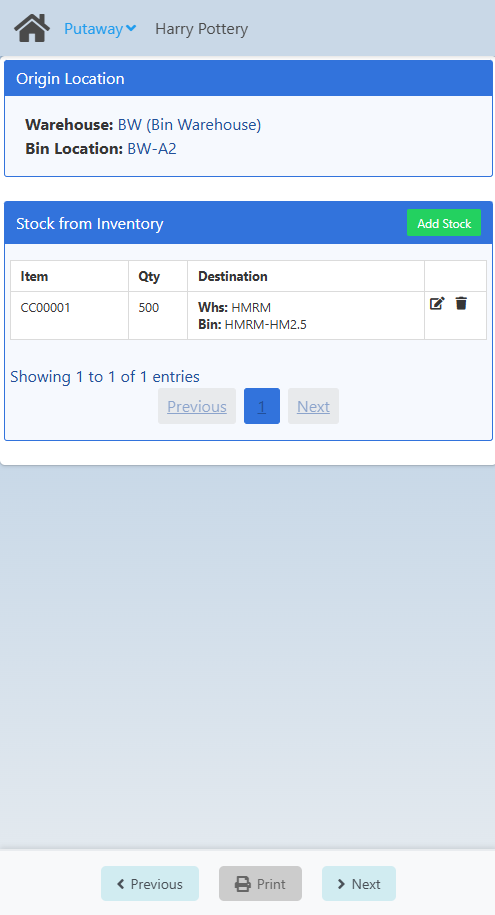 Putaway Harry Pottery
Origin Location
Warehouse: BW (Bin Warehouse)
Bin Location: BW-A2
Stock from Inventory Add Stock
Item Qty Destination
CC00001 500 Whs: HMRM
Bin: HMRM-HM2.5
Showing 1 to 1 of 1 entries
Previous 1 Next
Previous Print Next